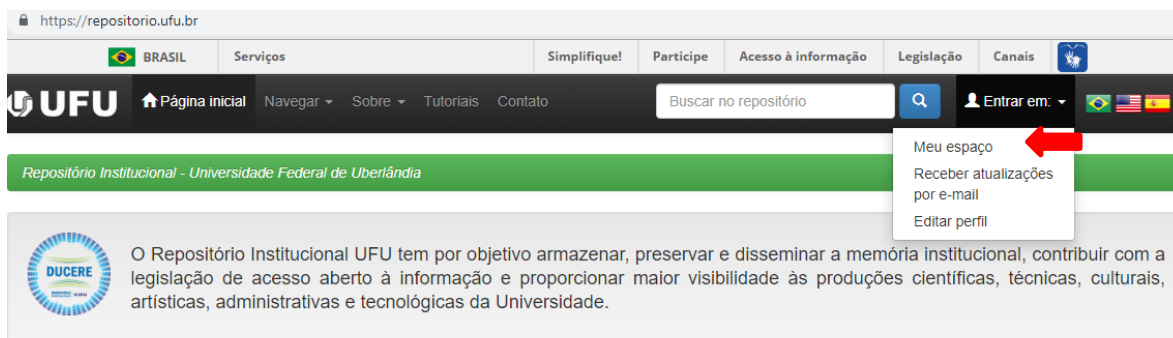 https://repositorio.ufu.br
BRASIL Serviços Simplifique! Participe Acesso à informação Legislação Canais
UFU Página inicial Navegar Sobre Tutoriais Contato Buscar no repositório Entrar em:
Meu espaço
Receber atualizações
por e-mail
Editar perfil
Repositório Institucional - Universidade Federal de Uberlândia
DUCERE
O Repositório Institucional UFU tem por objetivo armazenar, preservar e disseminar a memória institucional, contribuir com a
legislação de acesso aberto à informação e proporcionar maior visibilidade às produções científicas, técnicas, culturais,
artísticas, administrativas e tecnológicas da Universidade.